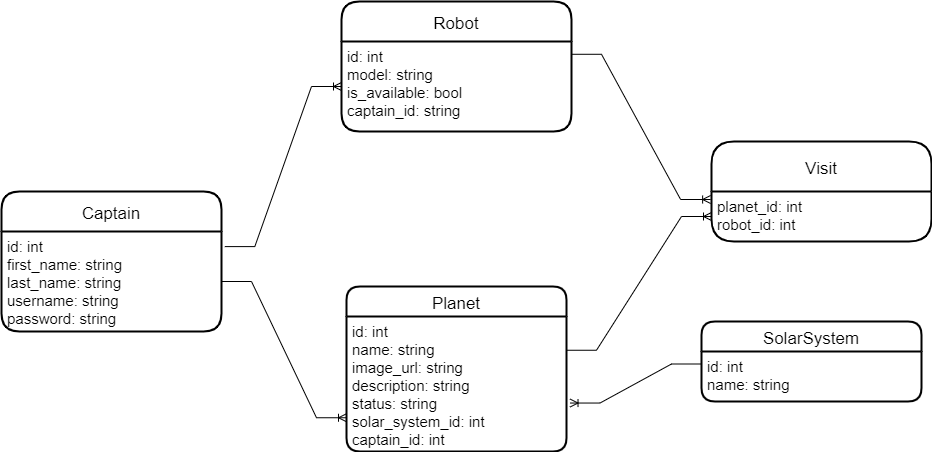 Robot
id: int
model: string
is_available: bool
captain_id: string
Visit
planet_id: int
robot_id: int
Captain
id: int
first_name: string
last_name: string
username: string
password: string
Planet
id: int
name: string
image_url: string
description: string
status: string
solar_system_id: int
captain_id: int
SolarSystem
id: int
name: string